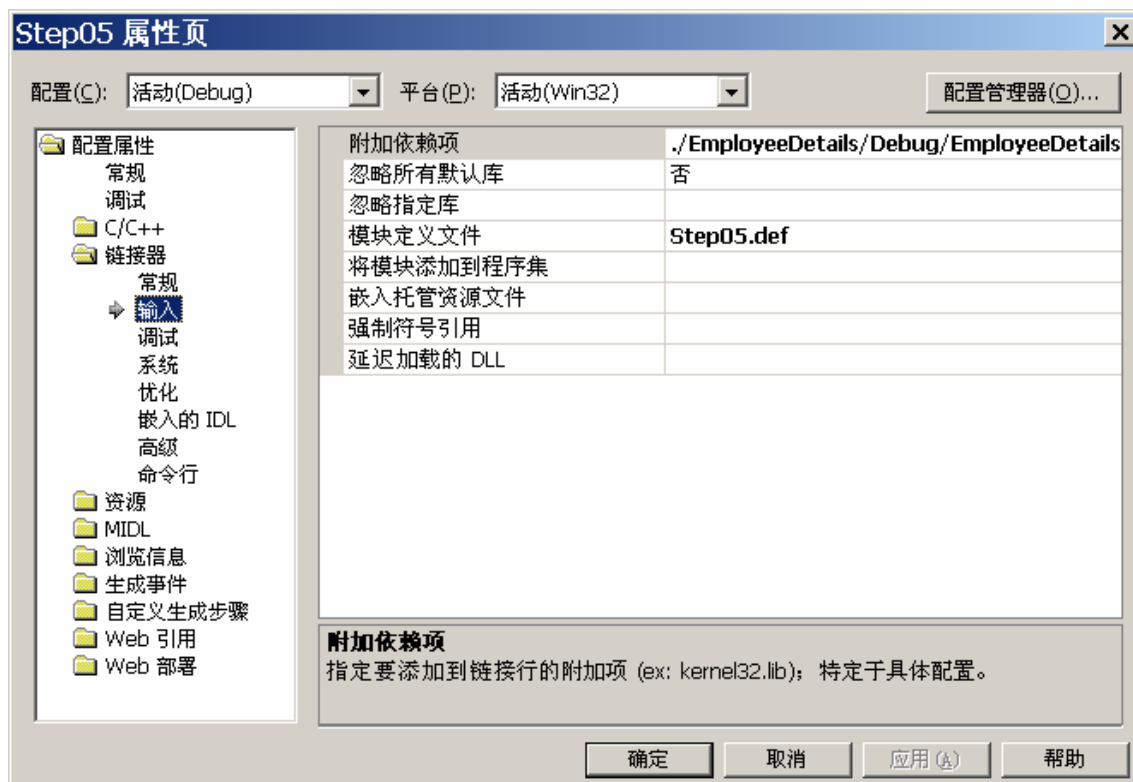 Step05 属性页
配置(C): 活动(Debug) 平台(P): 活动(Win32) 配置管理器(O)...
配置属性
常规
调试
C/C++
链接器
常规
输入
调试
系统
优化
嵌入的 IDL
高级
命令行
资源
MIDL
浏览信息
生成事件
自定义生成步骤
Web 引用
Web 部署
附加依赖项 ./EmployeeDetails/Debug/EmployeeDetails
忽略所有默认库 否
忽略指定库
模块定义文件 Step05.def
将模块添加到程序集
嵌入托管资源文件
强制符号引用
延迟加载的 DLL
附加依赖项
指定要添加到链接行的附加项 (ex: kernel32.lib)；特定于具体配置。
确定 取消 应用(A) 帮助